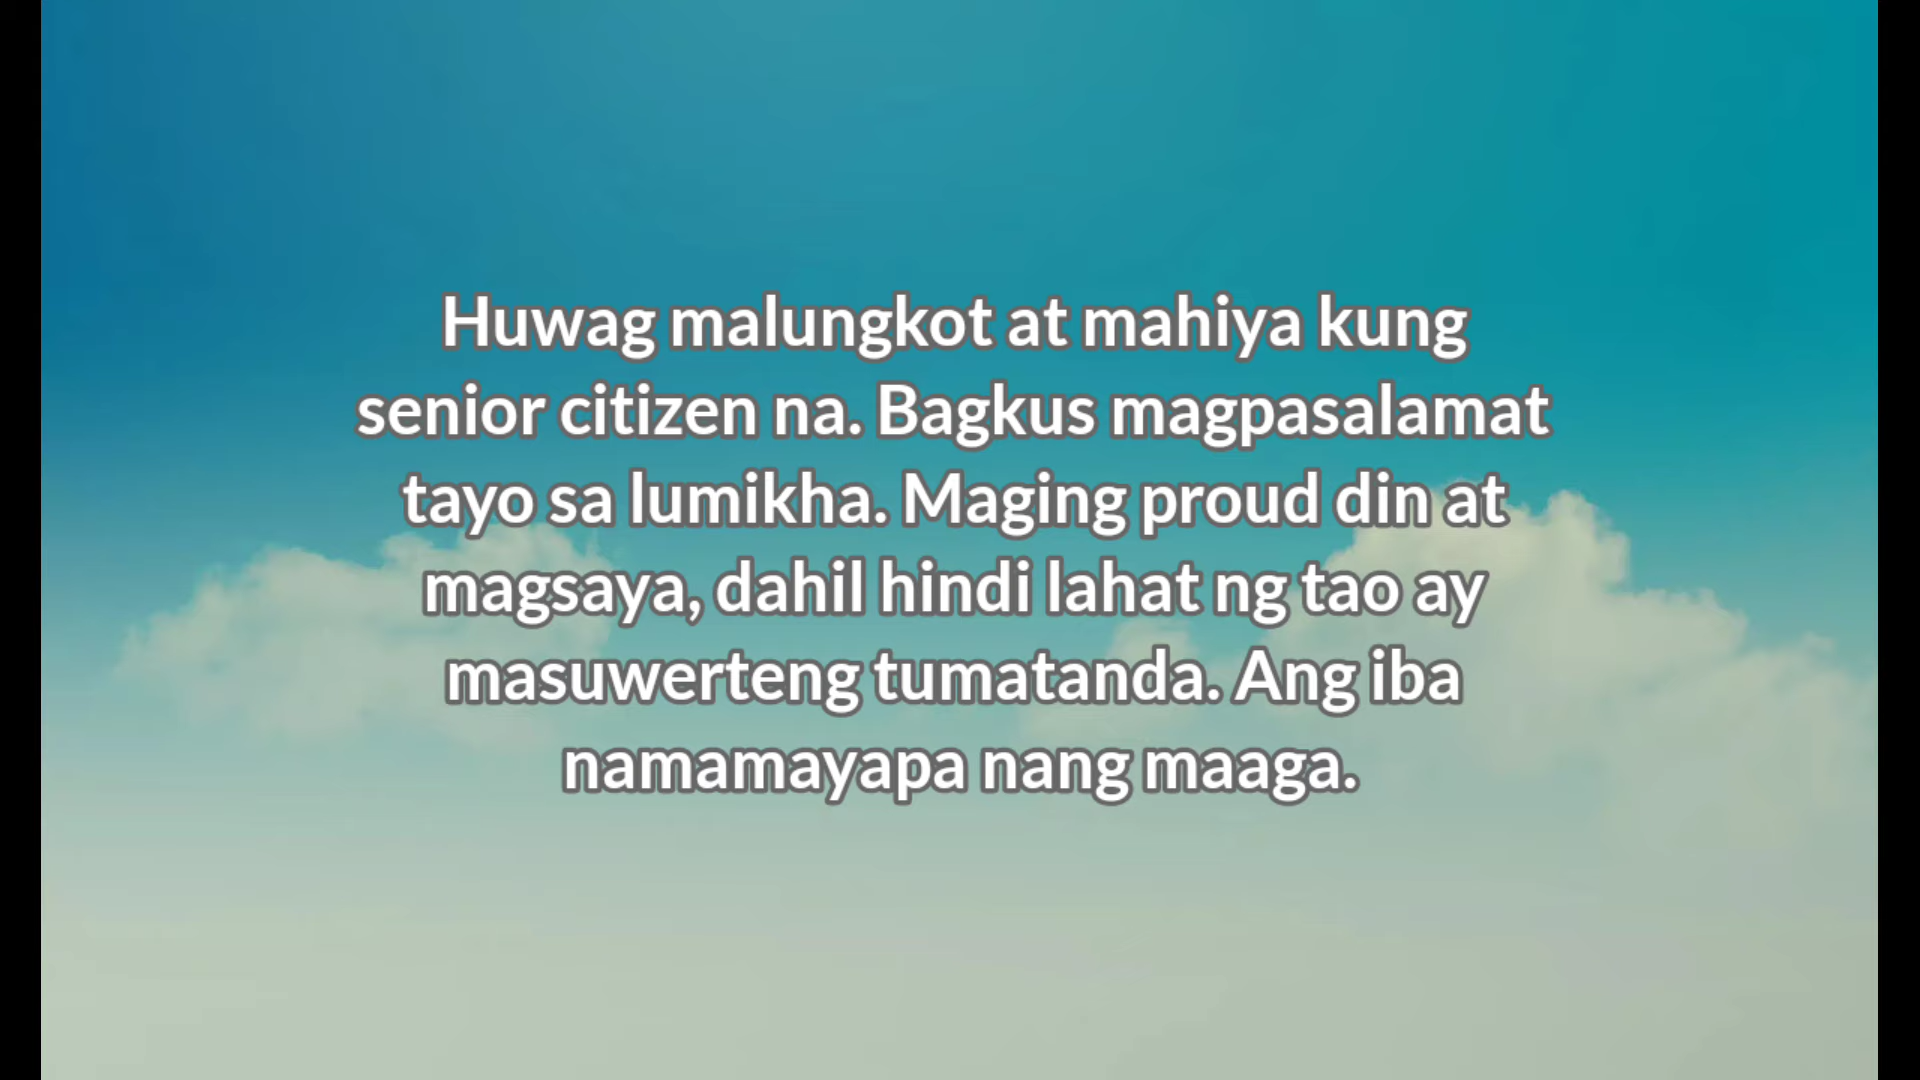 Huwag malungkot at mahiya kung
senior citizen na. Bagkus magpasalamat
tayo sa lumikha. Maging proud din at
magsaya, dahil hindi lahat ng tao ay
masuwerteng tumatanda. Ang iba
namamayapa nang maaga.